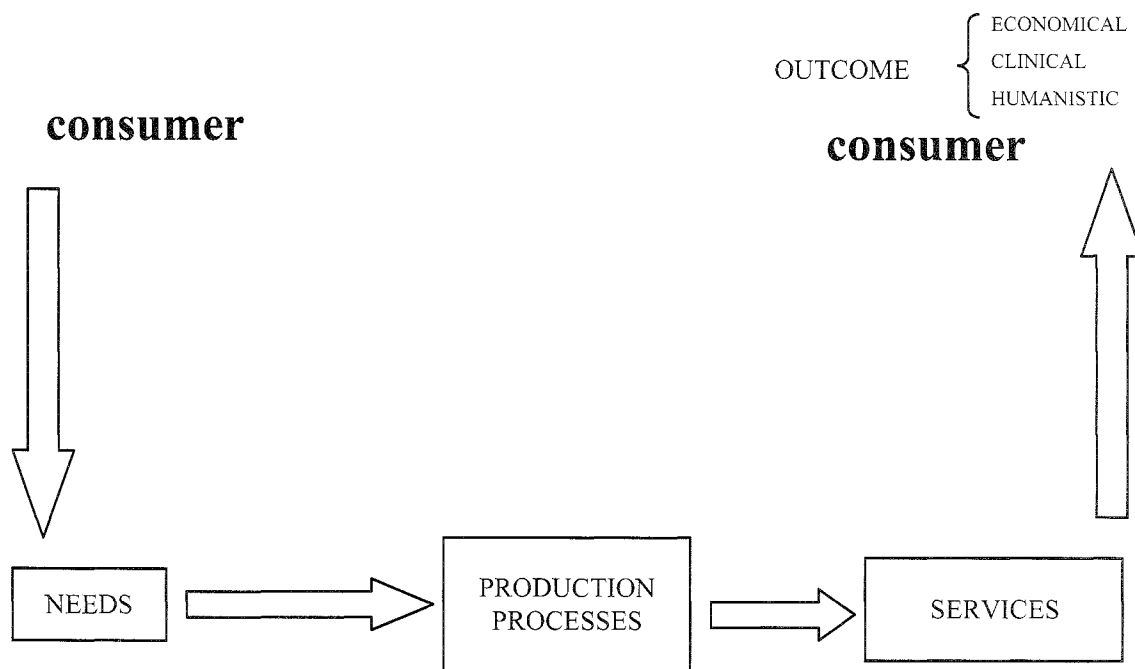 ECONOMICAL
OUTCOME
CLINICAL
HUMANISTIC
consumer
consumer
NEEDS
PRODUCTION
PROCESSES
SERVICES